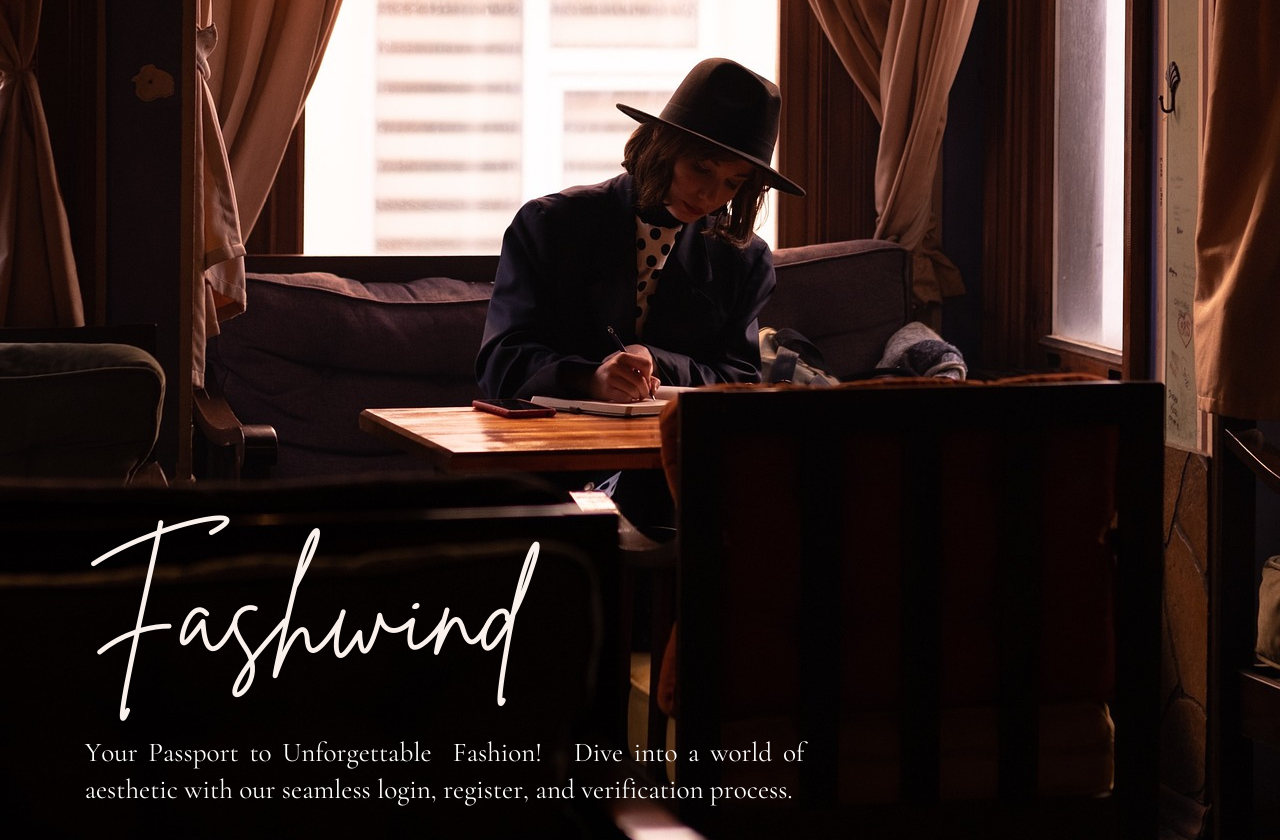 Fashwind
Your Passport to Unforgettable Fashion! Dive into a world of
aesthetic with our seamless login, register, and verification process.